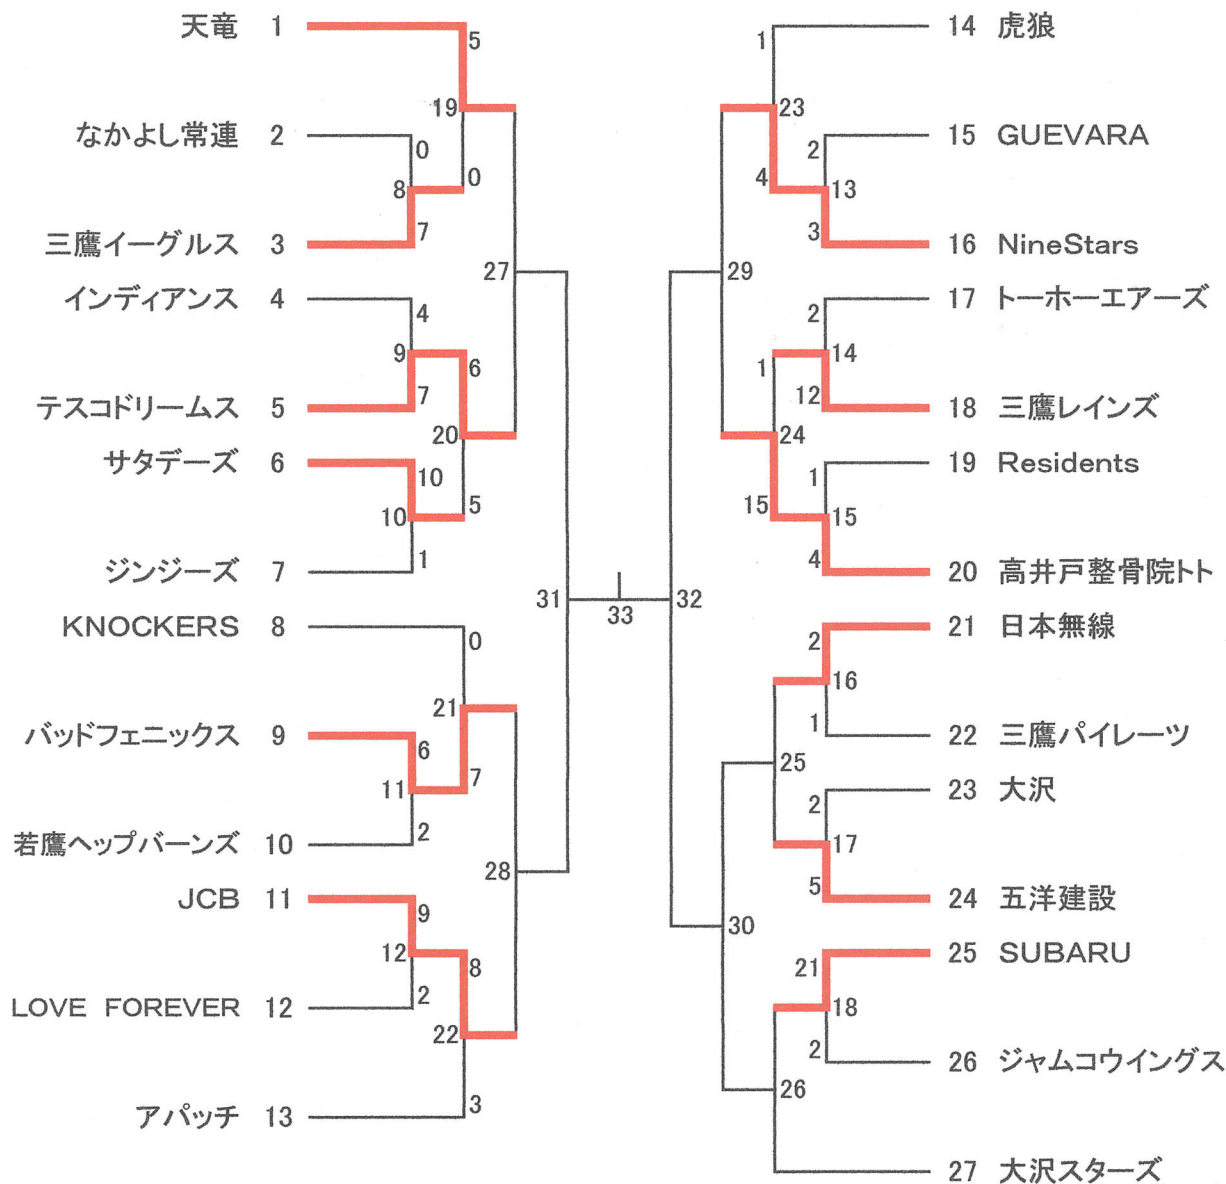 天竜 1
5
19
なかよし常連 2
0
8
0
7
三鷹イーグルス 3
27
インディアンス 4
4
9
6
7
テスコドリームス 5
20
サタデーズ 6
10
10
5
1
ジンジーズ 7
31
33
KNOCKERS 8
0
21
バッドフェニックス 9
6
7
11
2
若鷹ヘップバーンズ 10
28
JCB 11
9
12
8
2
LOVE FOREVER 12
22
アパッチ 13
3
14 虎狼
1
23
15 GUEVARA
2
4
13
3
16 NineStars
29
17 トーホーエアーズ
2
14
1
12
18 三鷹レインズ
24
19 Residents
1
15
15
4
20 高井戸整骨院トト
32
21 日本無線
2
16
1
22 三鷹パイレーツ
25
23 大沢
2
17
5
24 五洋建設
30
25 SUBARU
21
18
2
26 ジャムコウイングス
26
27 大沢スターズ